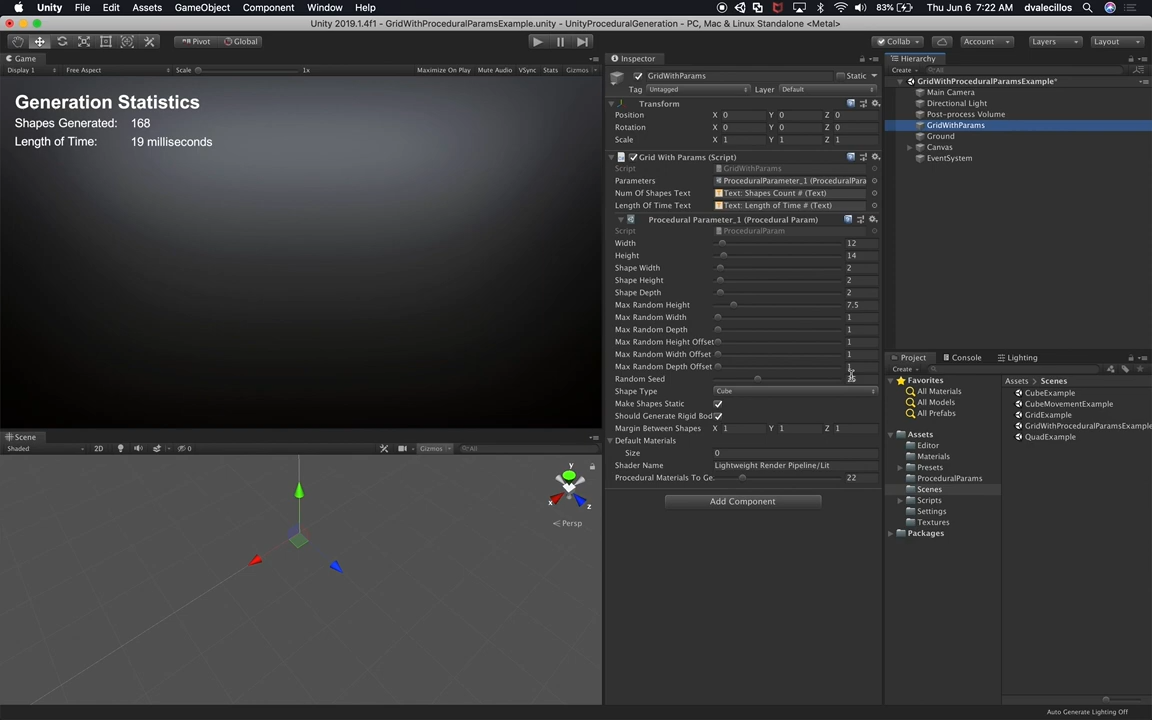 Unity File Edit Assets GameObject Component Window Help 83% Thu Jun 6 7:22 AM dvalecillos
Unity 2019.1.4f1 - GridWithProceduralParamsExample.unity - UnityProceduralGeneration - PC, Mac & Linux Standalone <Metal>
Pivot Global Collab Account Layers Layout
Game
Display 1 Free Aspect Scale 1x Maximize On Play Mute Audio VSync Stats Gizmos
Generation Statistics
Shapes Generated: 168
Length of Time: 19 milliseconds
Scene
Shaded 2D 0 Gizmos All
y
x
z
Persp
Inspector
GridWithParams Static
Tag Untagged Layer Default
Transform
Position X 0 Y 0 Z 0
Rotation X 0 Y 0 Z 0
Scale X 1 Y 1 Z 1
Grid With Params (Script)
Script GridWithParams
Parameters ProceduralParameter_1 (ProceduralPara
Num Of Shapes Text Text: Shapes Count # (Text)
Length Of Time Text Text: Length of Time # (Text)
Procedural Parameter_1 (Procedural Param)
Script ProceduralParam
Width 12
Height 14
Shape Width 2
Shape Height 2
Shape Depth 2
Max Random Height 7.5
Max Random Width 1
Max Random Depth 1
Max Random Height Offset 1
Max Random Width Offset 1
Max Random Depth Offset 1
Random Seed
Shape Type Cube
Make Shapes Static
Should Generate Rigid Bod
Margin Between Shapes X 1 Y 1 Z 1
Default Materials
Size 0
Shader Name Lightweight Render Pipeline/Lit
Procedural Materials To Ge. 22
Add Component
Hierarchy
Create All
GridWithProceduralParamsExample*
Main Camera
Directional Light
Post-process Volume
GridWithParams
Ground
Canvas
EventSystem
Project Console Lighting
Create
Favorites
All Materials
All Models
All Prefabs
Assets
Editor
Materials
Presets
ProceduralParams
Scenes
Scripts
Settings
Textures
Packages
Assets Scenes
CubeExample
CubeMovementExample
GridExample
GridWithProceduralParamsExample
QuadExample
Auto Generate Lighting Off